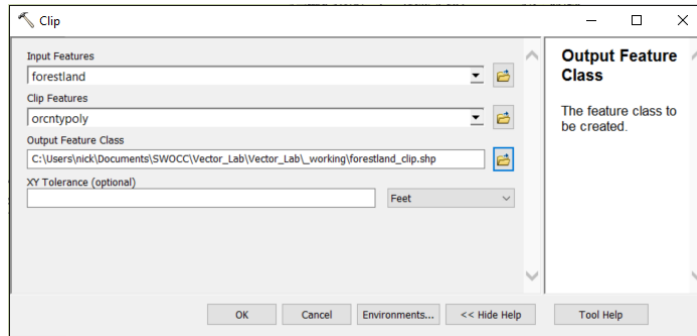 Clip
Input Features
forestland
Clip Features
orcntypoly
Output Feature Class
C:\Users\nick\Documents\SWOCC\Vector_Lab\Vector_Lab\_working\forestland_clip.shp
XY Tolerance (optional)
Feet
OK
Cancel
Environments...
<< Hide Help
Output Feature
Class
The feature class to
be created.
Tool Help